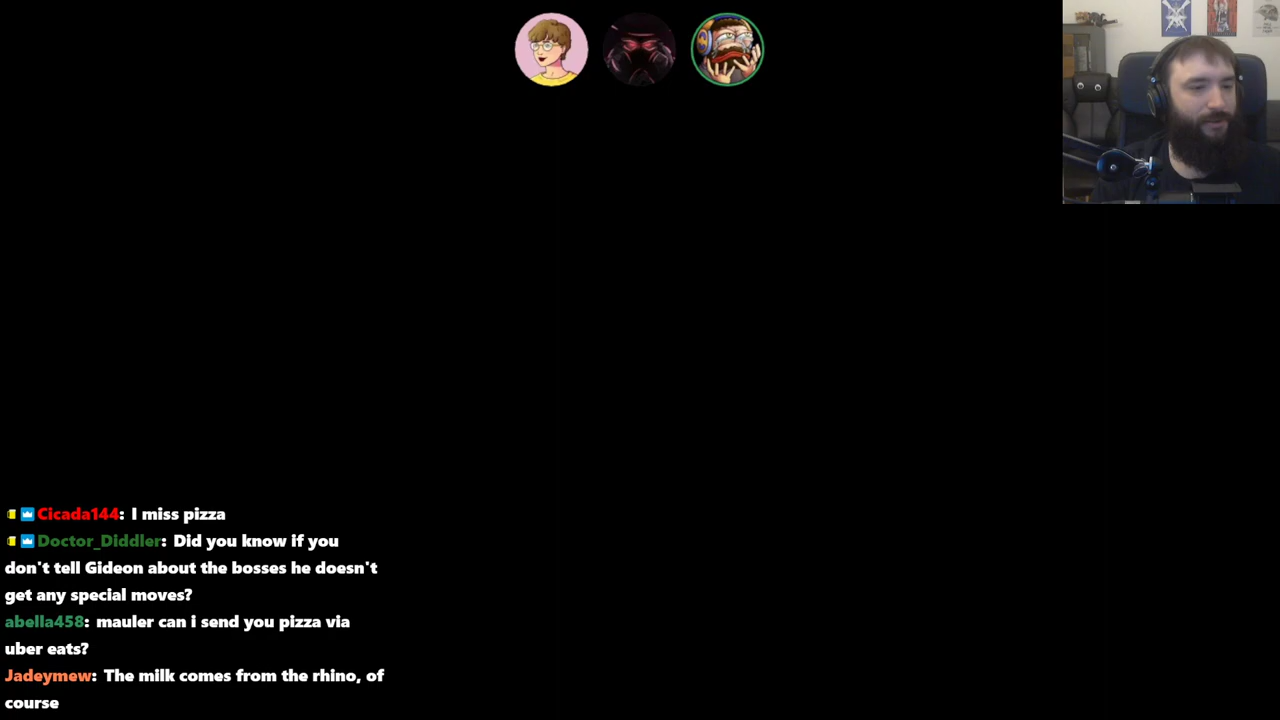 Cicada144: I miss pizza
Doctor_Diddler: Did you know if you
don't tell Gideon about the bosses he doesn't
get any special moves?
abella458: mauler can i send you pizza via
uber eats?
Jadeymew: The milk comes from the rhino, of
course